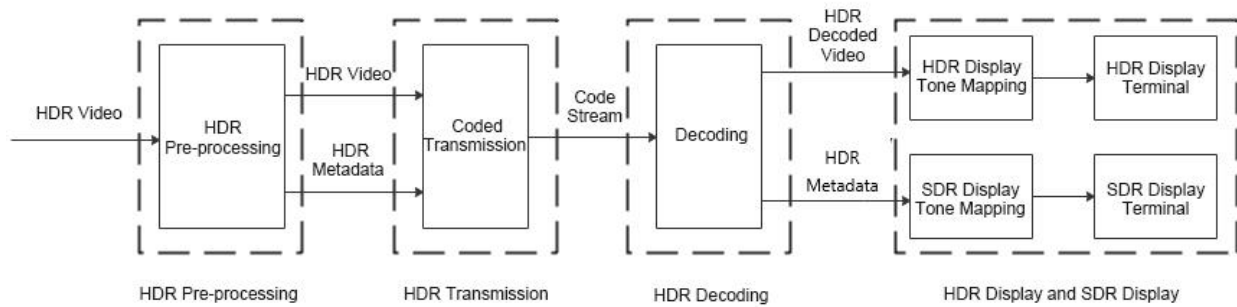 HDR Video
HDR
Pre-processing
HDR Pre-processing
HDR Video
HDR
Metadata
Coded
Transmission
HDR Transmission
Code
Stream
Decoding
HDR Decoding
HDR
Decoded
Video
HDR
Metadata
HDR Display
Tone Mapping
HDR Display
Terminal
SDR Display
Tone Mapping
SDR Display
Terminal
HDR Display and SDR Display